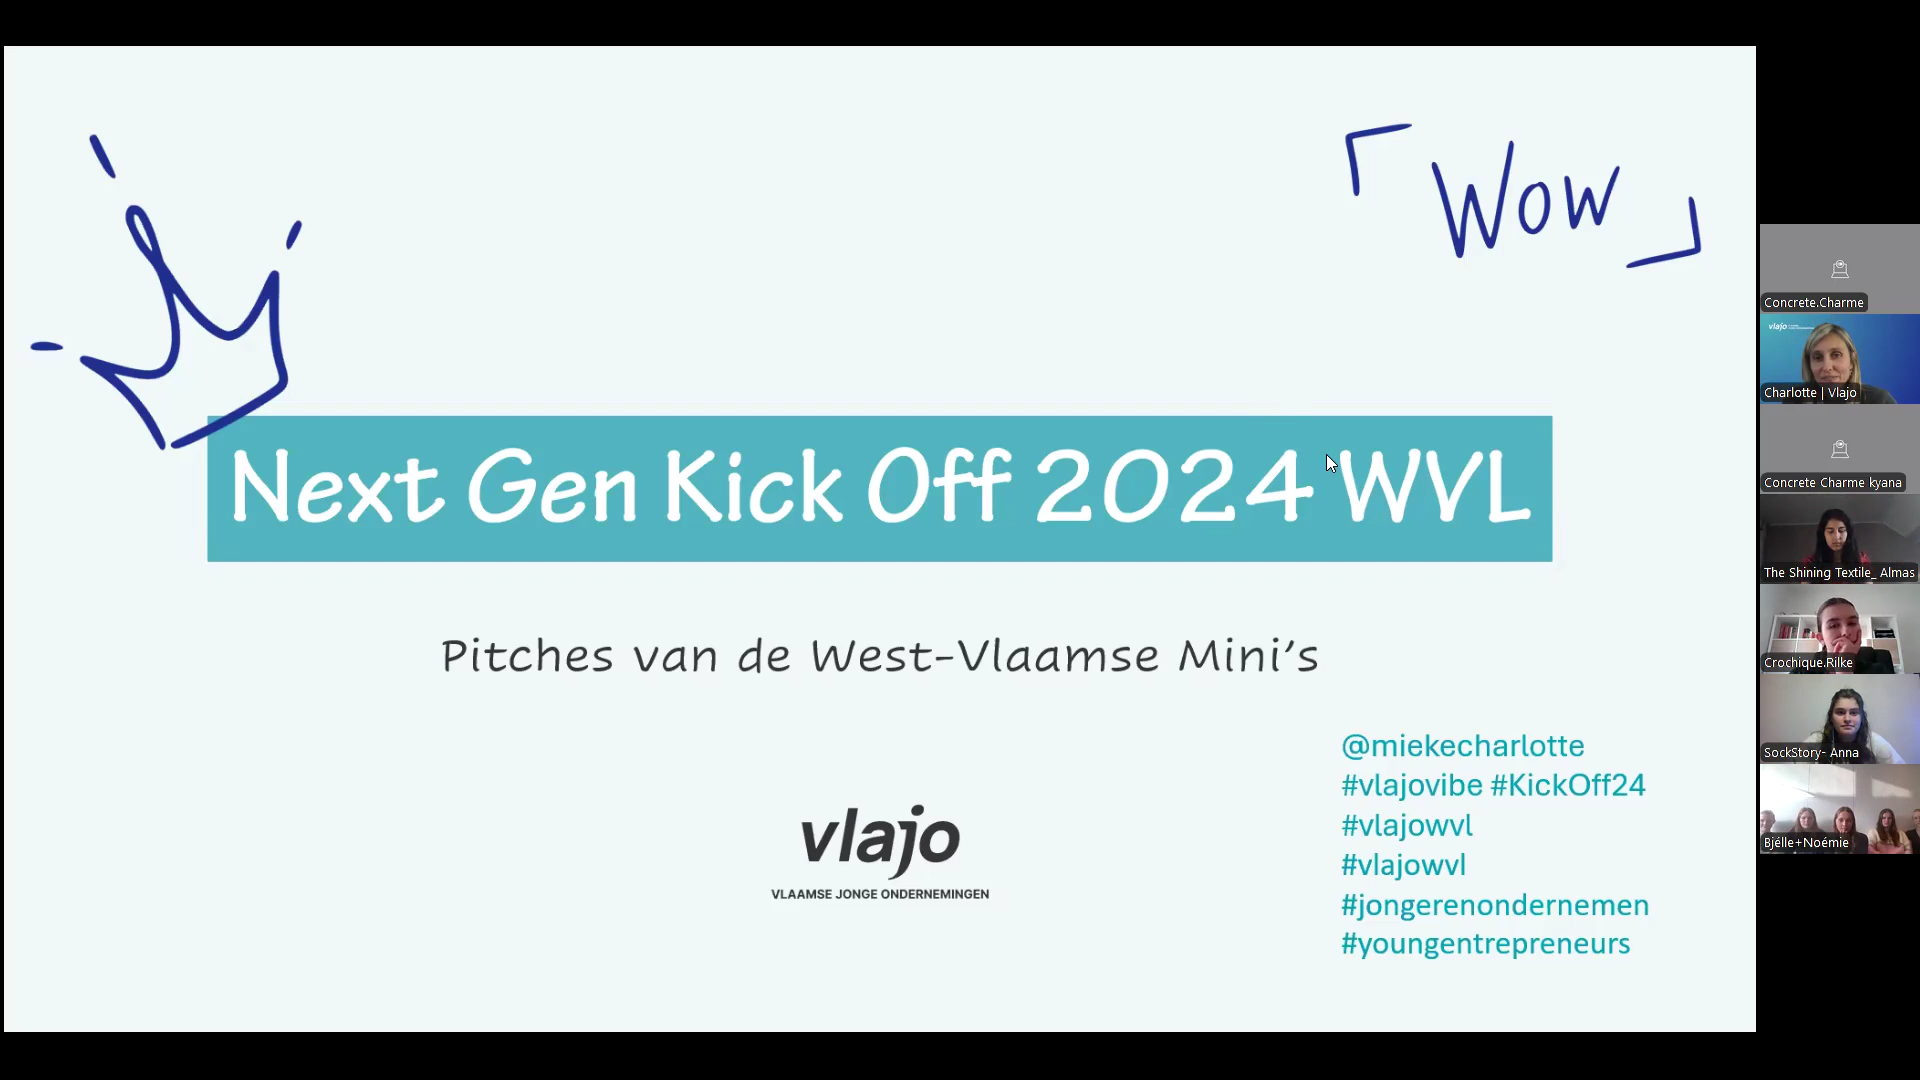 Wow
Next Gen Kick Off 2024 WVL
Pitches van de West-Vlaamse Mini's
@miekecharlotte
#vlajovibe #KickOff24
#vlajowvl
#vlajowvl
#jongerenondernemen
#youngentrepreneurs
vlajo
VLAAMSE JONGE ONDERNEMINGEN
Concrete.Charme
vlajo
Charlotte | Vlajo
Concrete Charme kyana
The Shining Textile_ Almas
Crochique.Rilke
SockStory- Anna
Bjélle+Noémie